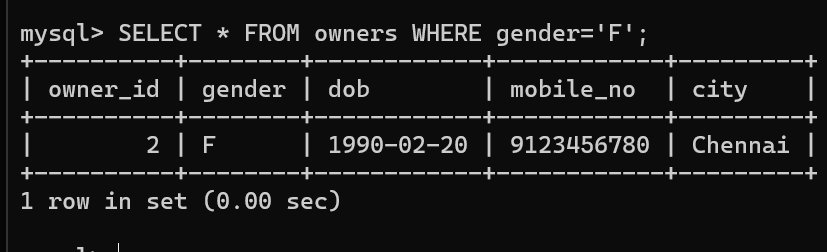 mysql> SELECT * FROM owners WHERE gender='F';
+----------+--------+------------+------------+---------+
| owner_id | gender | dob        | mobile_no  | city    |
+----------+--------+------------+------------+---------+
|        2 | F      | 1990-02-20 | 9123456780 | Chennai |
+----------+--------+------------+------------+---------+
1 row in set (0.00 sec)